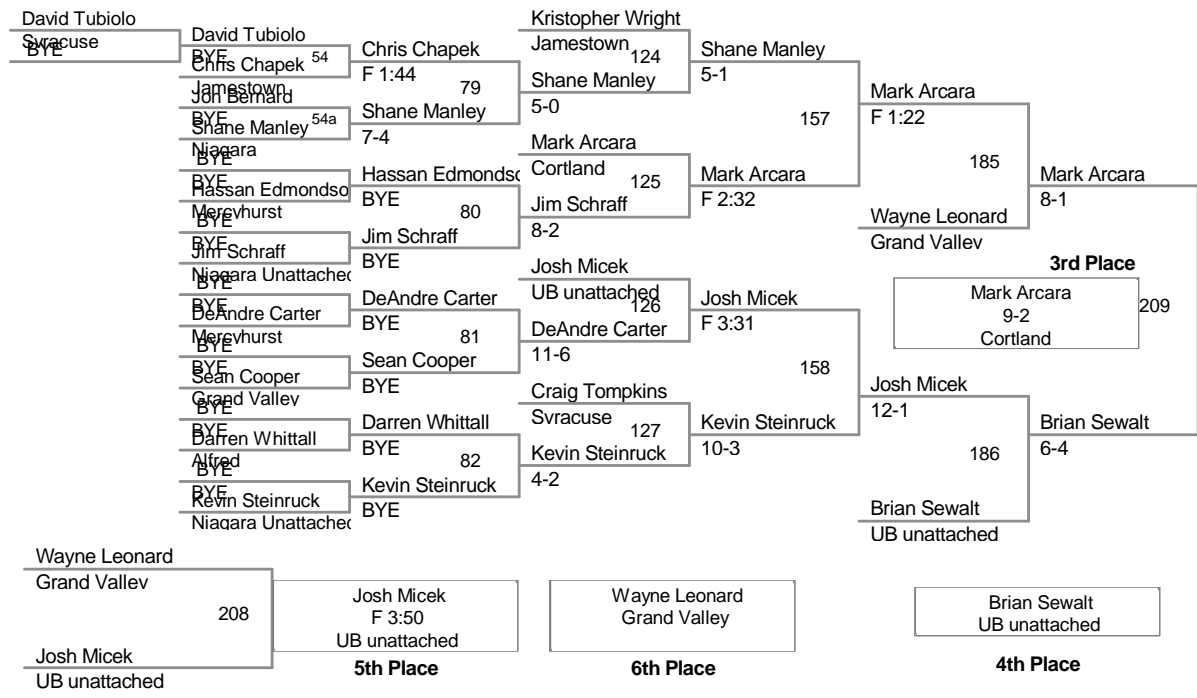 David Tubiolo
Syracuse
BYE
David Tubiolo
BYE
54
Chris Chapek
Jamestown
Jon Bernard
BYE
54a
Shane Manley
Niagara
BYE
BYE
Hassan Edmondso
Mercyhurst
BYE
BYE
Jim Schraff
Niagara Unattached
BYE
BYE
DeAndre Carter
Mercyhurst
BYE
BYE
Sean Cooper
Grand Valley
BYE
BYE
Darren Whittall
Alfred
BYE
BYE
Kevin Steinruck
Niagara Unattached
Chris Chapek
F 1:44
79
Shane Manley
7-4
Hassan Edmondso
BYE
80
Jim Schraff
BYE
DeAndre Carter
BYE
81
Sean Cooper
BYE
Darren Whittall
BYE
82
Kevin Steinruck
BYE
Kristopher Wright
Jamestown
124
Shane Manley
5-0
Mark Arcara
Cortland
125
Jim Schraff
8-2
Josh Micek
UB unattached
126
DeAndre Carter
11-6
Craig Tompkins
Syracuse
127
Kevin Steinruck
4-2
Shane Manley
5-1
157
Mark Arcara
F 2:32
Josh Micek
F 3:31
158
Kevin Steinruck
10-3
Mark Arcara
F 1:22
185
Wayne Leonard
Grand Valley
Josh Micek
12-1
186
Brian Sewalt
UB unattached
Mark Arcara
8-1
3rd Place
Mark Arcara
9-2
Cortland
209
Brian Sewalt
6-4
Wayne Leonard
Grand Valley
208
Josh Micek
UB unattached
Josh Micek
F 3:50
UB unattached
5th Place
Wayne Leonard
Grand Valley
6th Place
Brian Sewalt
UB unattached
4th Place